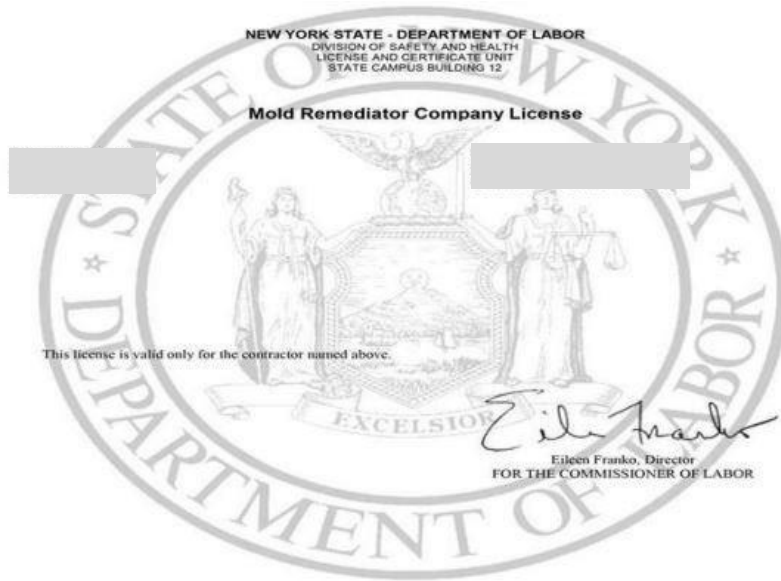 NEW YORK STATE - DEPARTMENT OF LABOR
DIVISION OF SAFETY AND HEALTH
LICENSE AND CERTIFICATE UNIT
STATE CAMPUS BUILDING 12
Mold Remediator Company License
STATE OF NEW YORK
This license is valid only for the contractor named above.
EXCELSIOR
Eileen Franko
Eileen Franko, Director
FOR THE COMMISSIONER OF LABOR
DEPARTMENT OF LABOR